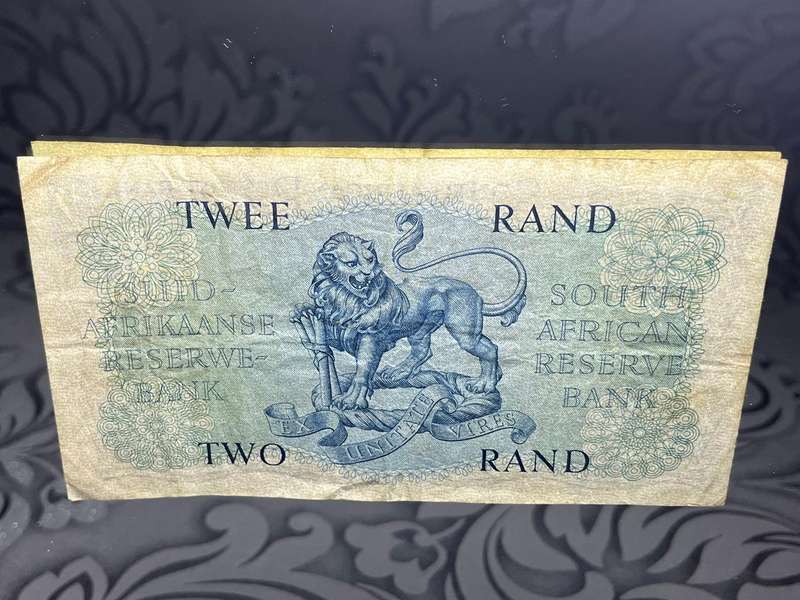 TWEE RAND
SUID-
AFRIKAANSE
RESERWE-
BANK
SOUTH
AFRICAN
RESERVE
BANK
EX UNITATE VIRES
TWO RAND